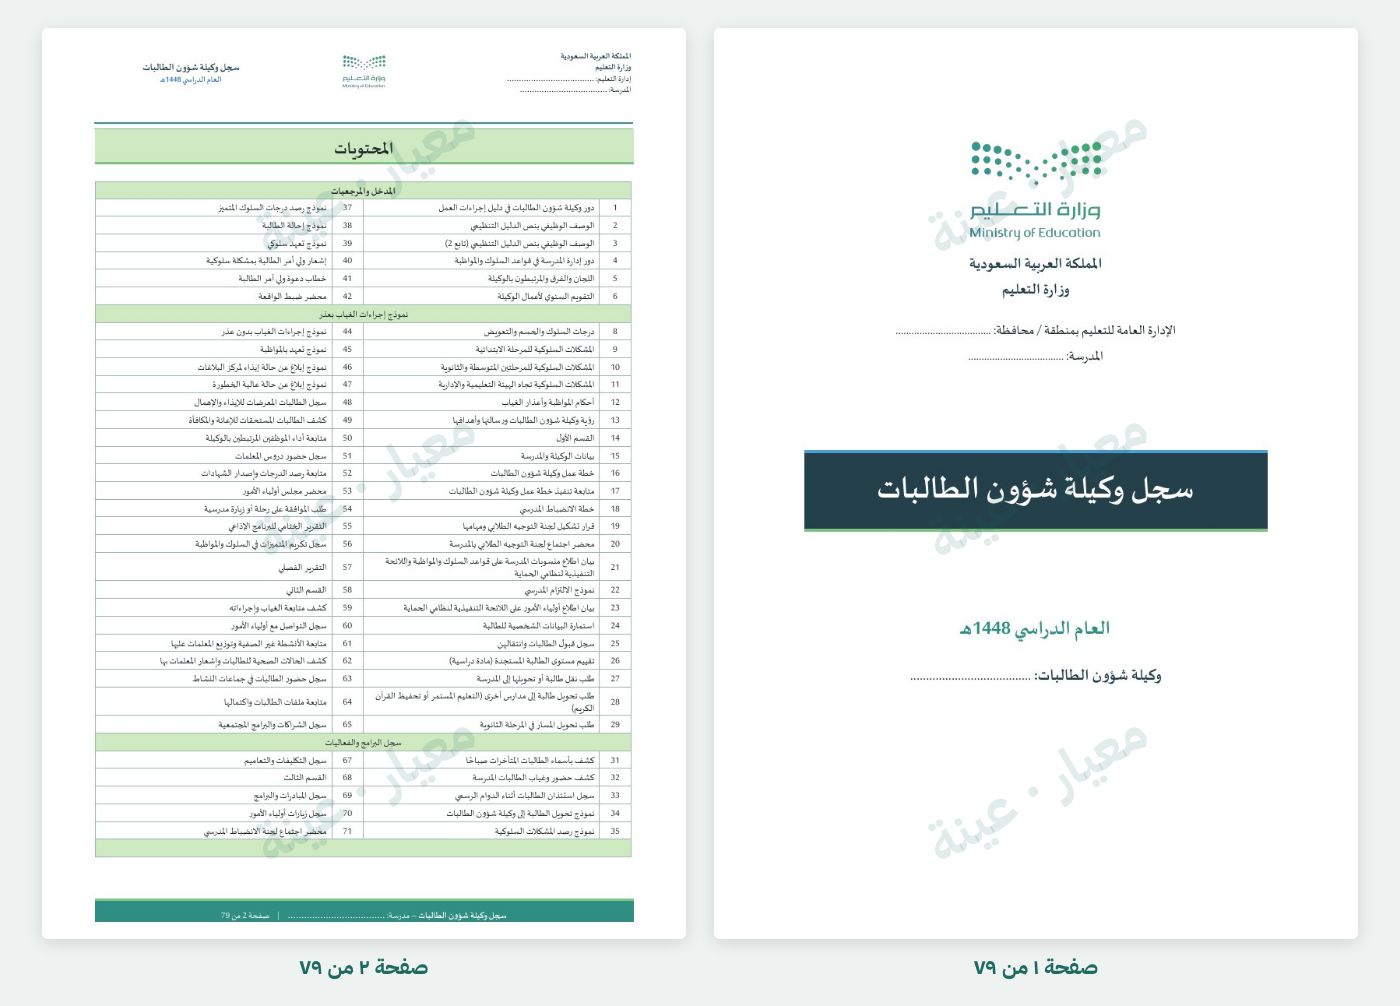 وزارة التعليم
Ministry of Education
المملكة العربية السعودية
وزارة التعليم
الإدارة العامة للتعليم بمنطقة / محافظة: ....................................
المدرسة: ....................................
سجل وكيلة شؤون الطالبات
العام الدراسي 1448هـ
وكيلة شؤون الطالبات: ....................................
معيار · عينة
معيار · عينة
معيار · عينة
صفحة ١ من ٧٩
المملكة العربية السعودية
وزارة التعليم
إدارة التعليم: ....................................
المدرسة: ....................................
وزارة التعليم
Ministry of Education
سجل وكيلة شؤون الطالبات
العام الدراسي 1448هـ
المحتويات
المدخل والمرجعيات
1 دور وكيلة شؤون الطالبات في دليل إجراءات العمل 37 نموذج رصد درجات السلوك المتميز
2 الوصف الوظيفي بنص الدليل التنظيمي 38 نموذج إحالة الطالبة
3 الوصف الوظيفي بنص الدليل التنظيمي (تابع 2) 39 نموذج تعهد سلوكي
4 دور إدارة المدرسة في قواعد السلوك والمواظبة 40 إشعار ولي أمر الطالبة بمشكلة سلوكية
5 اللجان والفرق والمرتبطون بالوكيلة 41 خطاب دعوة ولي أمر الطالبة
6 التقويم السنوي لأعمال الوكيلة 42 محضر ضبط الواقعة
نموذج إجراءات الغياب بعذر
8 درجات السلوك والحسم والتعويض 44 نموذج إجراءات الغياب بدون عذر
9 المشكلات السلوكية للمرحلة الابتدائية 45 نموذج تعهد بالمواظبة
10 المشكلات السلوكية للمرحلتين المتوسطة والثانوية 46 نموذج إبلاغ عن حالة إيذاء لمركز البلاغات
11 المشكلات السلوكية تجاه الهيئة التعليمية والإدارية 47 نموذج إبلاغ عن حالة عالية الخطورة
12 أحكام المواظبة وأعذار الغياب 48 سجل الطالبات المعرضات للإيذاء والإهمال
13 رؤية وكيلة شؤون الطالبات ورسالتها وأهدافها 49 كشف الطالبات المستحقات للإعانة والمكافأة
14 القسم الأول 50 متابعة أداء الموظفين المرتبطين بالوكيلة
15 بيانات الوكيلة والمدرسة 51 سجل حضور دروس المعلمات
16 خطة عمل وكيلة شؤون الطالبات 52 متابعة رصد الدرجات وإصدار الشهادات
17 متابعة تنفيذ خطة عمل وكيلة شؤون الطالبات 53 محضر مجلس أولياء الأمور
18 خطة الانضباط المدرسي 54 طلب الموافقة على رحلة أو زيارة مدرسية
19 قرار تشكيل لجنة التوجيه الطلابي ومهامها 55 التقرير الختامي للبرنامج الإذاعي
20 محضر اجتماع لجنة التوجيه الطلابي بالمدرسة 56 سجل تكريم المتميزات في السلوك والمواظبة
21 بيان اطلاع منسوبات المدرسة على قواعد السلوك والمواظبة واللائحة التنفيذية لنظامي الحماية 57 التقرير الفصلي
22 نموذج الالتزام المدرسي 58 القسم الثاني
23 بيان اطلاع أولياء الأمور على اللائحة التنفيذية لنظامي الحماية 59 كشف متابعة الغياب وإجراءاته
24 استمارة البيانات الشخصية للطالبة 60 سجل التواصل مع أولياء الأمور
25 سجل قبول الطالبات وانتقالهن 61 متابعة الأنشطة غير الصفية وتوزيع المعلمات عليها
26 تقييم مستوى الطالبة المستجدة (مادة دراسية) 62 كشف الحالات الصحية للطالبات وإشعار المعلمات بها
27 طلب نقل طالبة أو تحويلها إلى المدرسة 63 سجل حضور الطالبات في جماعات النشاط
28 طلب تحويل طالبة إلى مدارس أخرى (التعليم المستمر أو تحفيظ القرآن الكريم) 64 متابعة ملفات الطالبات واكتمالها
29 طلب تحويل المسار في المرحلة الثانوية 65 سجل الشراكات والبرامج المجتمعية
سجل البرامج والفعاليات
31 كشف بأسماء الطالبات المتأخرات صباحًا 67 سجل التكليفات والتعاميم
32 كشف حضور وغياب الطالبات المدرسة 68 القسم الثالث
33 سجل استئذان الطالبات أثناء الدوام الرسمي 69 سجل المبادرات والبرامج
34 نموذج تحويل الطالبة إلى وكيلة شؤون الطالبات 70 سجل زيارات أولياء الأمور
35 نموذج رصد المشكلات السلوكية 71 محضر اجتماع لجنة الانضباط المدرسي
سجل وكيلة شؤون الطالبات – مدرسة: .................................... | صفحة 2 من 79
معيار · عينة
معيار · عينة
معيار · عينة
صفحة ٢ من ٧٩